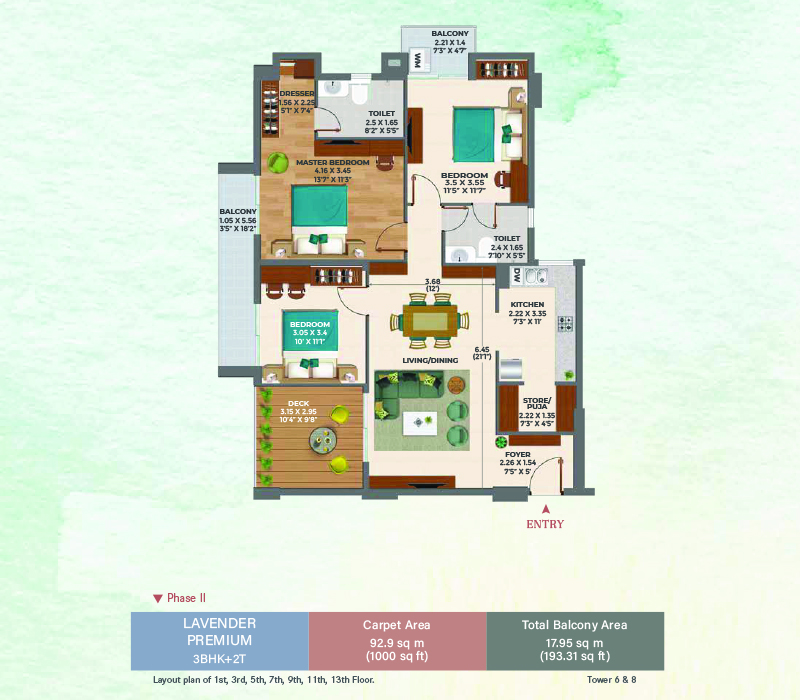 BALCONY
2.21 X 1.4
7'3" X 4'7"
WM
DRESSER
1.56 X 2.25
5'1" X 7'4"
TOILET
2.5 X 1.65
8'2" X 5'5"
MASTER BEDROOM
4.16 X 3.45
13'7" X 11'3"
BEDROOM
3.5 X 3.55
11'5" X 11'7"
BALCONY
1.05 X 5.56
3'5" X 18'2"
TOILET
2.4 X 1.65
7'10" X 5'5"
DW
3.68
(12')
KITCHEN
2.22 X 3.35
7'3" X 11'
BEDROOM
3.05 X 3.4
10' X 11'1"
6.45
(21'1")
LIVING/DINING
DECK
3.15 X 2.95
10'4" X 9'8"
STORE/
PUJA
2.22 X 1.35
7'3" X 4'5"
FOYER
2.26 X 1.54
7'5" X 5'
ENTRY
Phase II
LAVENDER
PREMIUM
3BHK+2T
Carpet Area
92.9 sq m
(1000 sq ft)
Total Balcony Area
17.95 sq m
(193.31 sq ft)
Layout plan of 1st, 3rd, 5th, 7th, 9th, 11th, 13th Floor.
Tower 6 & 8